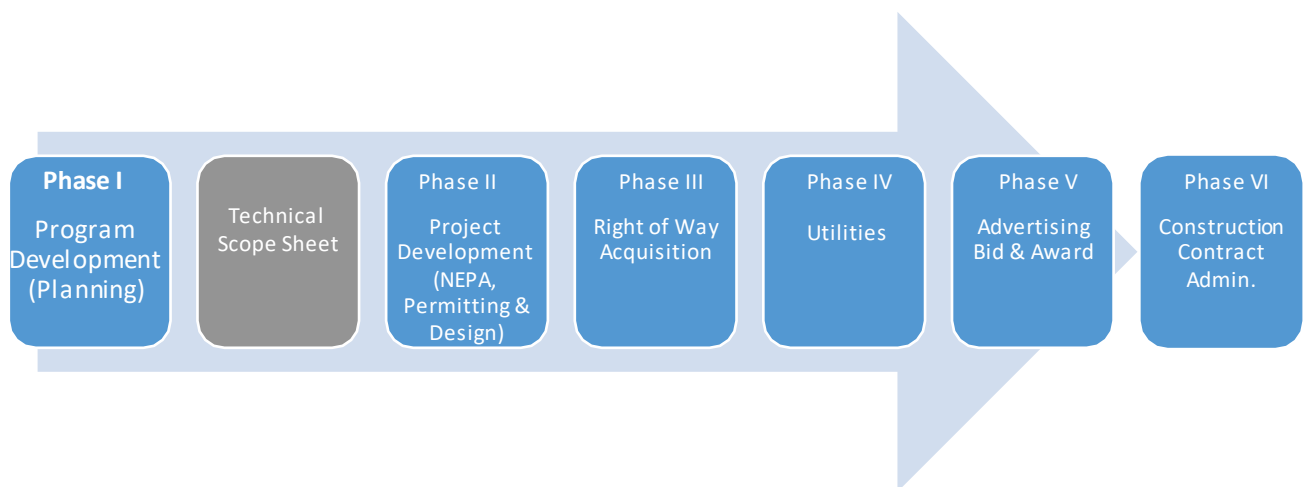 Phase I
Program
Development
(Planning)
Technical
Scope Sheet
Phase II
Project
Development
(NEPA,
Permitting &
Design)
Phase III
Right of Way
Acquisition
Phase IV
Utilities
Phase V
Advertising
Bid & Award
Phase VI
Construction
Contract
Admin.